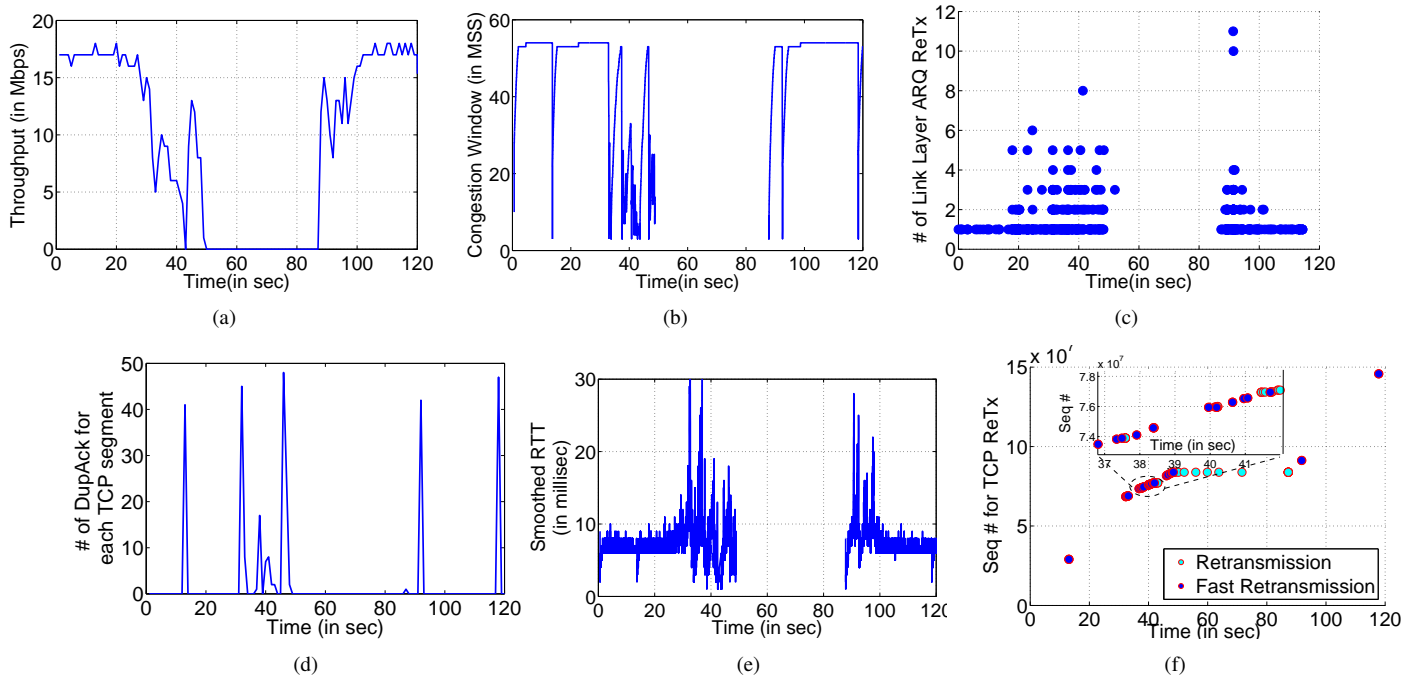 20
15
10
5
0
0 20 40 60 80 100 120
Throughput (in Mbps)
Time(in sec)
(a)
60
40
20
0
0 20 40 60 80 100 120
Congestion Window (in MSS)
Time(in sec)
(b)
12
10
8
6
4
2
0
0 20 40 60 80 100 120
# of Link Layer ARQ ReTx
Time(in sec)
(c)
50
40
30
20
10
0
0 20 40 60 80 100 120
# of DupAck for
each TCP segment
Time (in sec)
(d)
30
20
10
0
0 20 40 60 80 100 120
Smoothed RTT
(in millisec)
Time (in sec)
(e)
15 x 10⁷
10
5
0
0 20 40 60 80 100 120
Seq # for TCP ReTx
Time (in sec)
x 10⁷
7.8
7.6
7.4
37 38 39 40 41
Seq #
Time (in sec)
Retransmission
Fast Retransmission
(f)